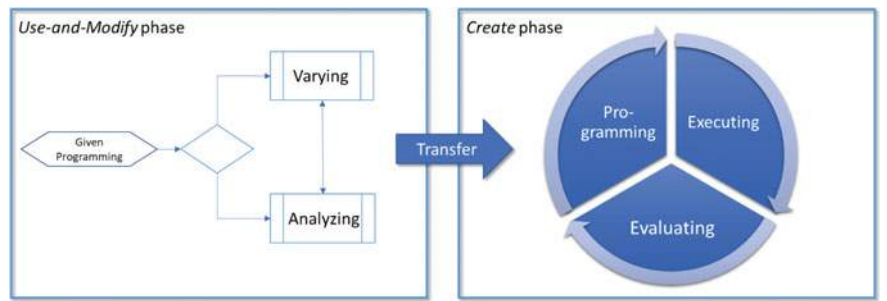 Use-and-Modify phase
Varying
Given
Programming
Analyzing
Transfer
Create phase
Pro-
gramming
Executing
Evaluating